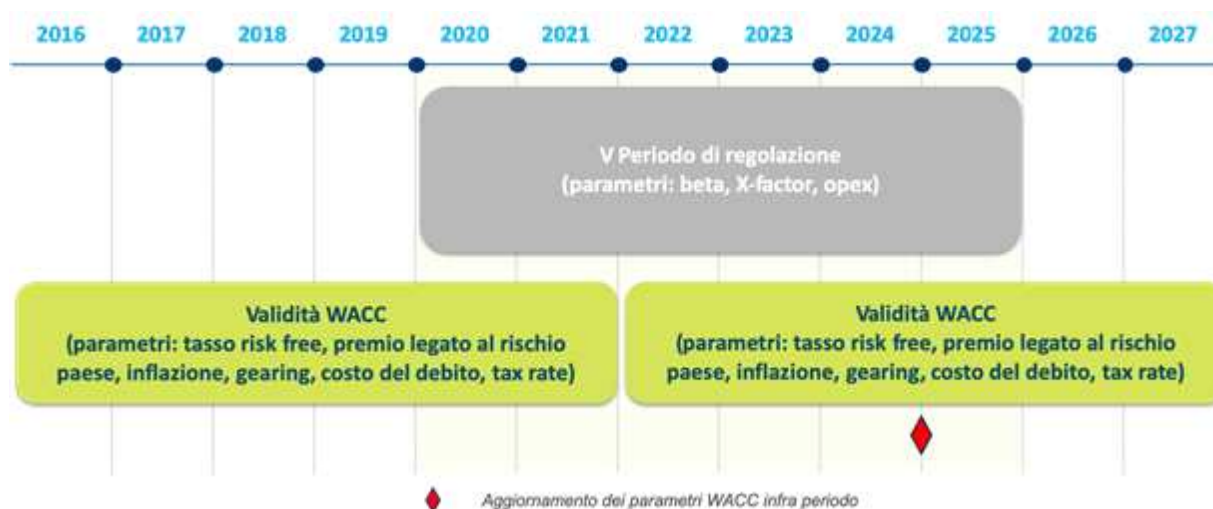 2016 2017 2018 2019 2020 2021 2022 2023 2024 2025 2026 2027
V Periodo di regolazione
(parametri: beta, X-factor, opex)
Validità WACC
(parametri: tasso risk free, premio legato al rischio
paese, inflazione, gearing, costo del debito, tax rate)
Validità WACC
(parametri: tasso risk free, premio legato al rischio
paese, inflazione, gearing, costo del debito, tax rate)
Aggiornamento dei parametri WACC infra periodo